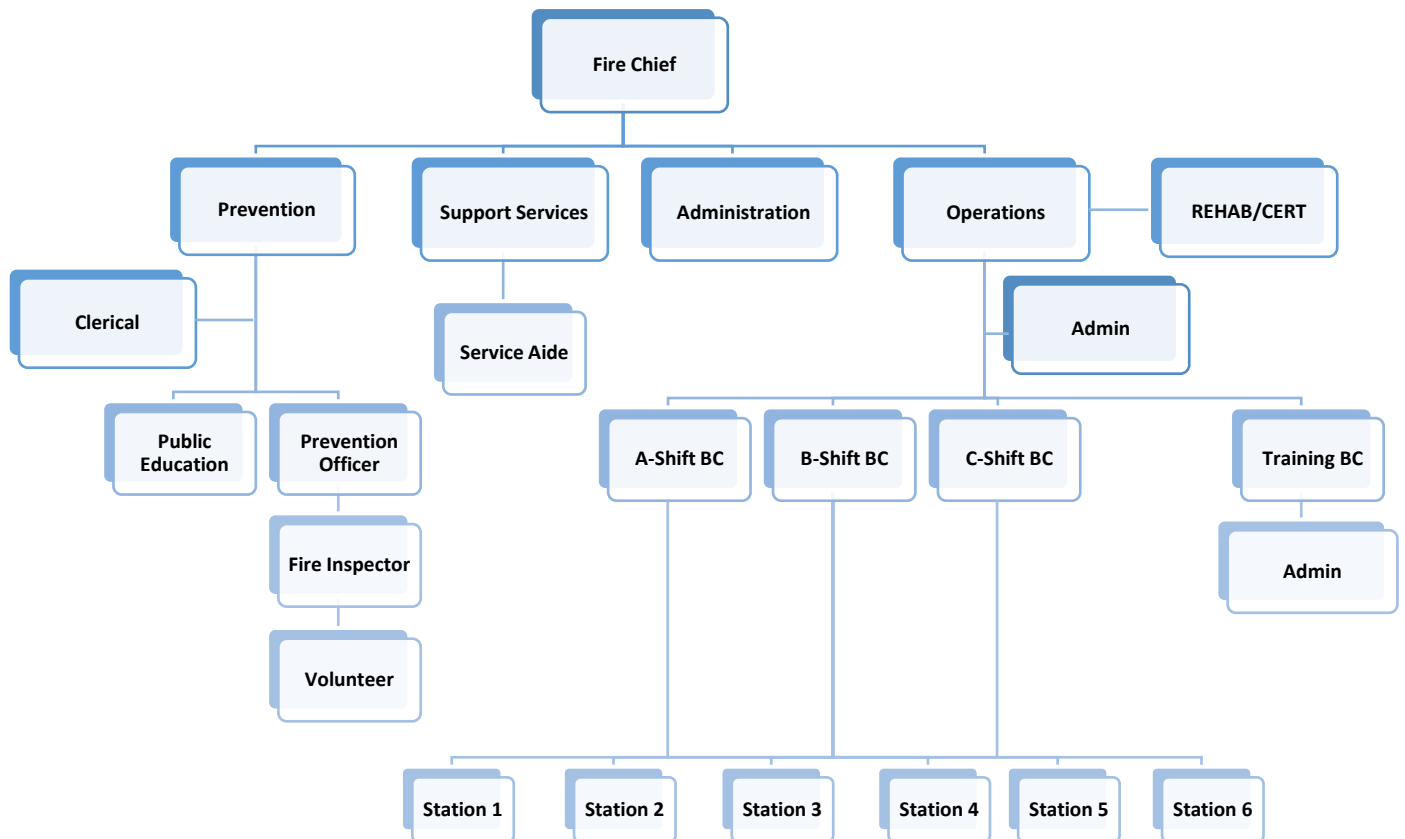 Fire Chief
Prevention
Support Services
Administration
Operations
REHAB/CERT
Clerical
Admin
Service Aide
Public
Education
Prevention
Officer
A-Shift BC
B-Shift BC
C-Shift BC
Training BC
Fire Inspector
Admin
Volunteer
Station 1
Station 2
Station 3
Station 4
Station 5
Station 6